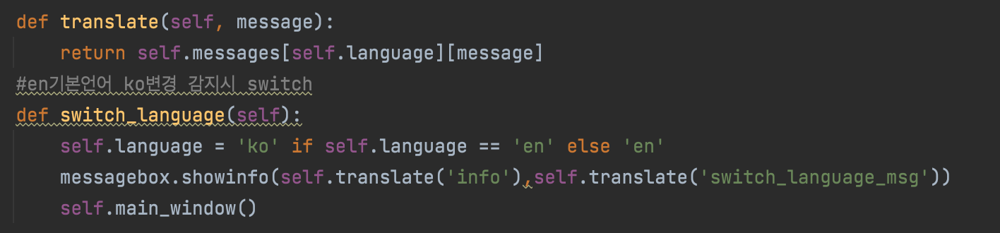 def translate(self, message):
    return self.messages[self.language][message]
#en기본언어 ko변경 감지시 switch
def switch_language(self):
    self.language = 'ko' if self.language == 'en' else 'en'
    messagebox.showinfo(self.translate('info'),self.translate('switch_language_msg'))
    self.main_window()